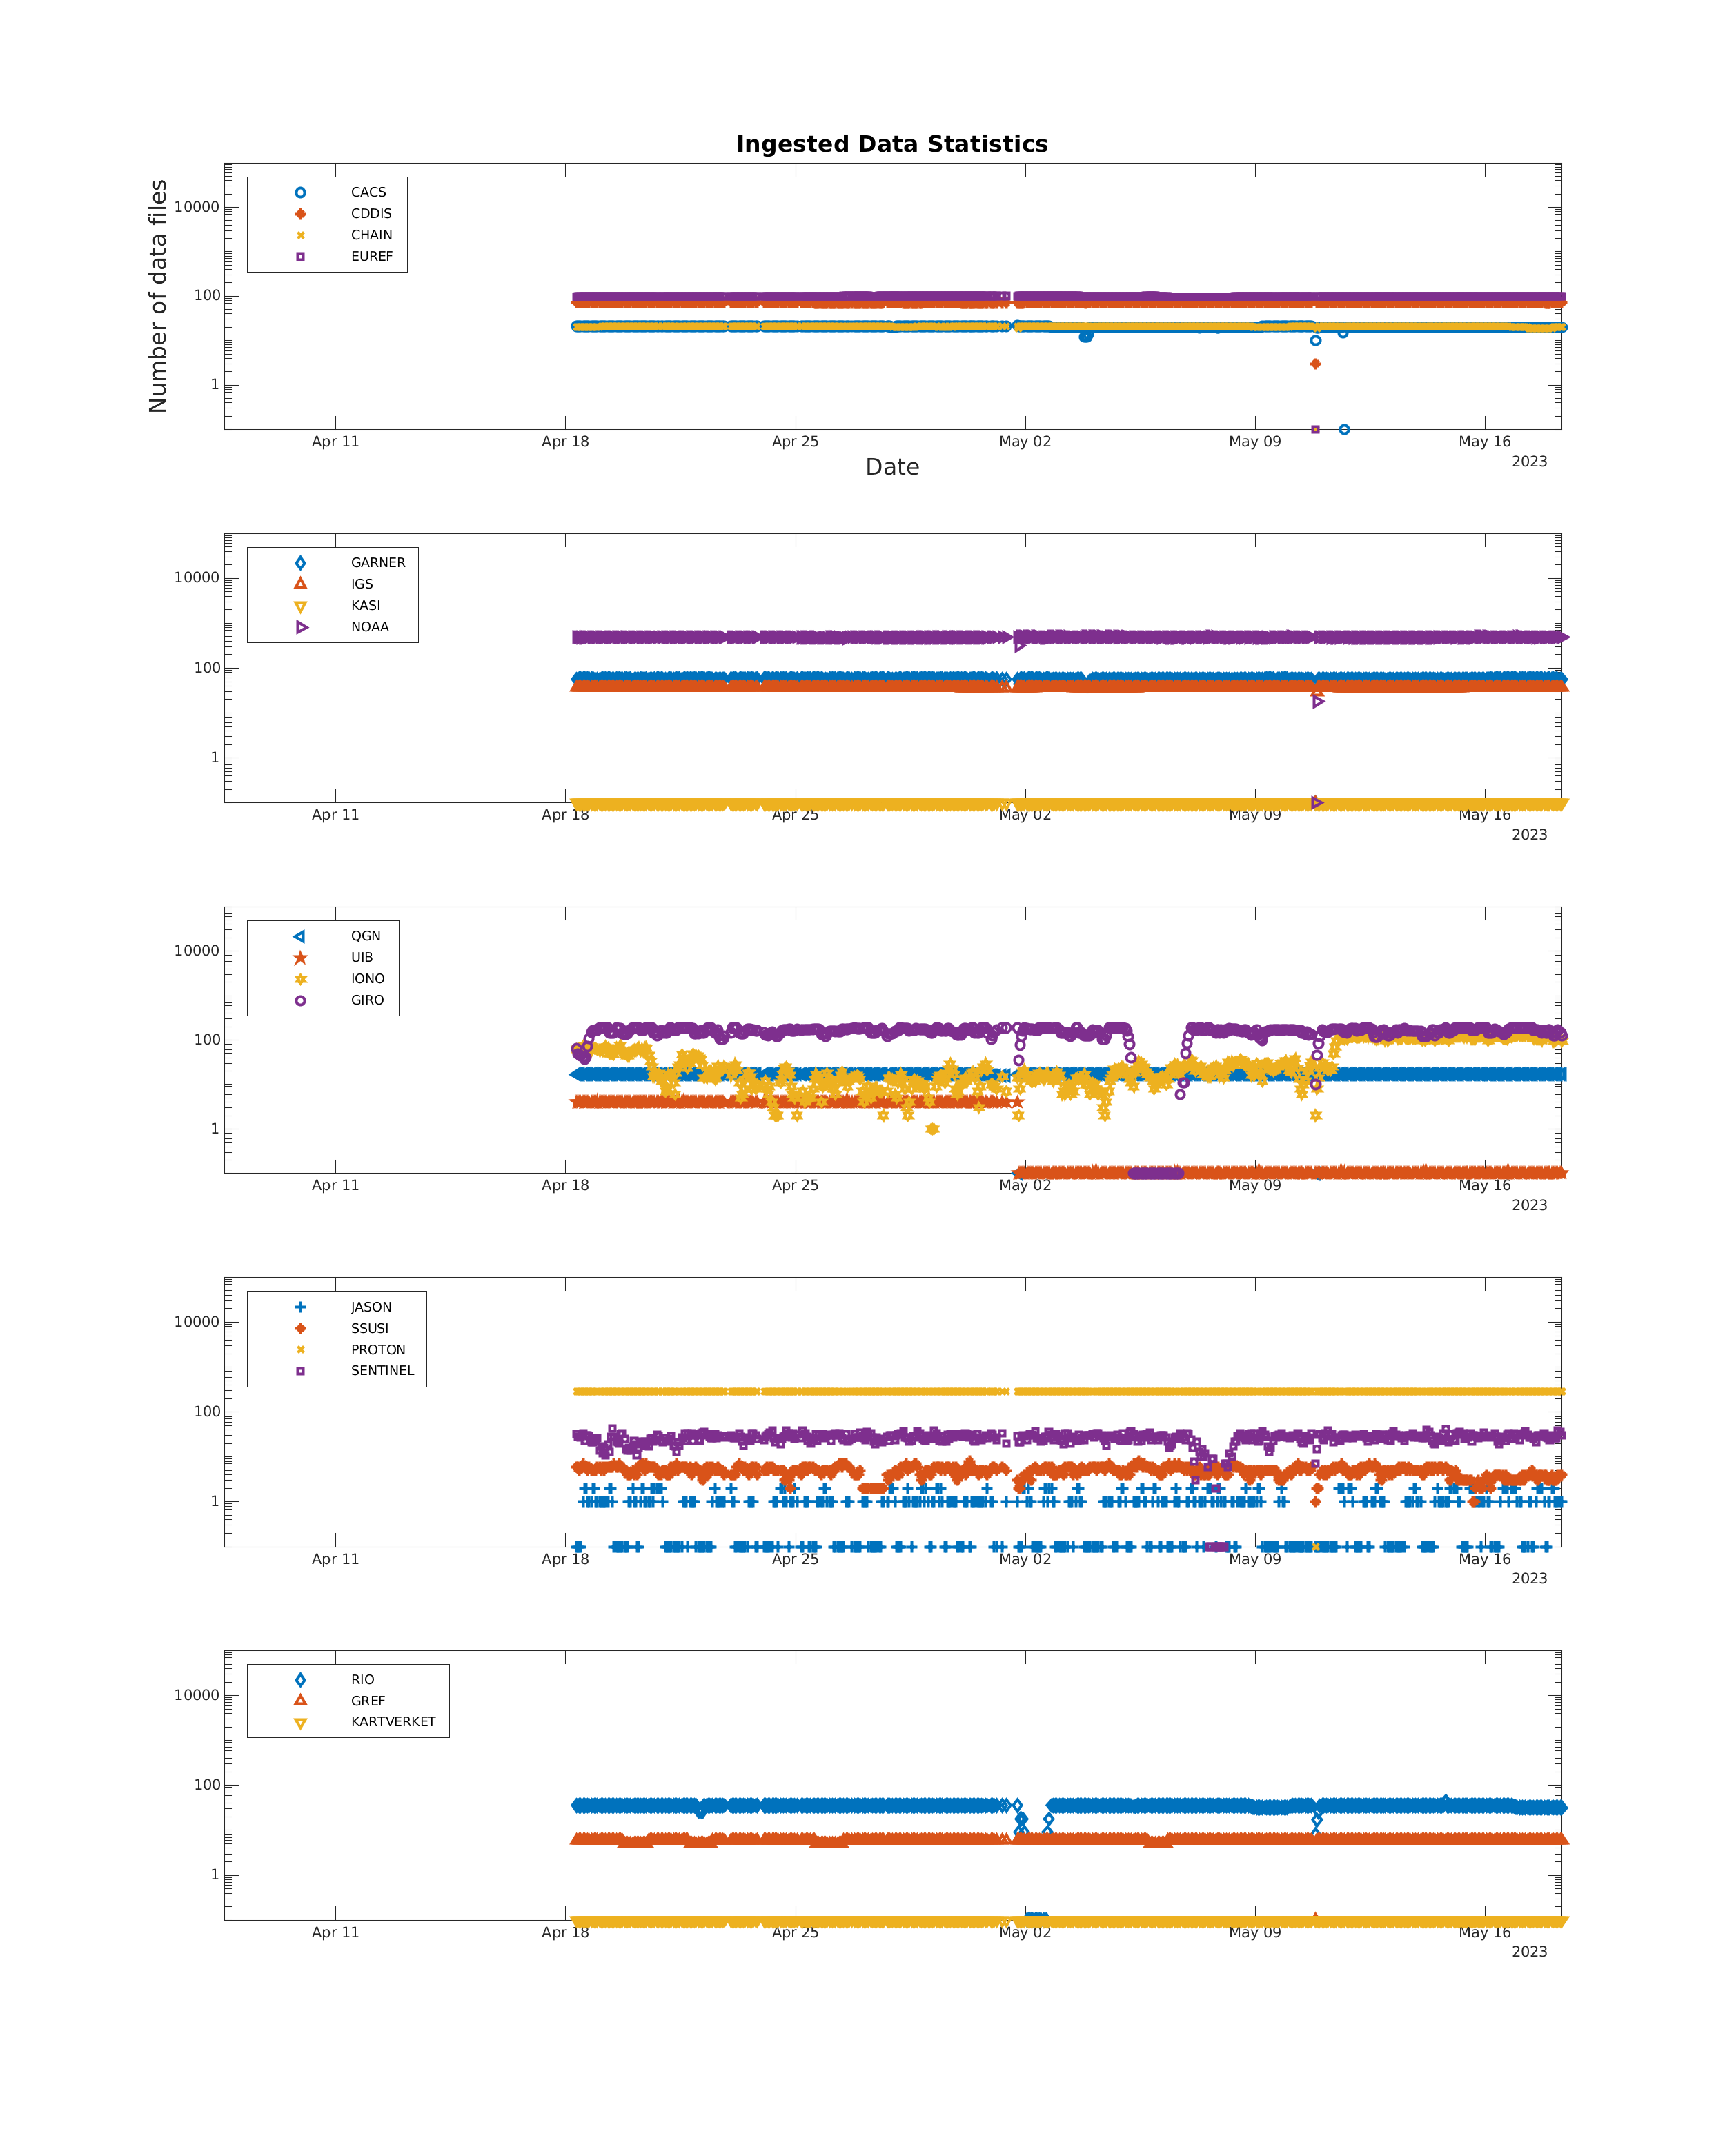 Ingested Data Statistics
Number of data files
CACS
CDDIS
CHAIN
EUREF
10000
100
1
Apr 11 Apr 18 Apr 25 May 02 May 09 May 16
2023
Date
GARNER
IGS
KASI
NOAA
10000
100
1
Apr 11 Apr 18 Apr 25 May 02 May 09 May 16
2023
QGN
UIB
IONO
GIRO
10000
100
1
Apr 11 Apr 18 Apr 25 May 02 May 09 May 16
2023
JASON
SSUSI
PROTON
SENTINEL
10000
100
1
Apr 11 Apr 18 Apr 25 May 02 May 09 May 16
2023
RIO
GREF
KARTVERKET
10000
100
1
Apr 11 Apr 18 Apr 25 May 02 May 09 May 16
2023